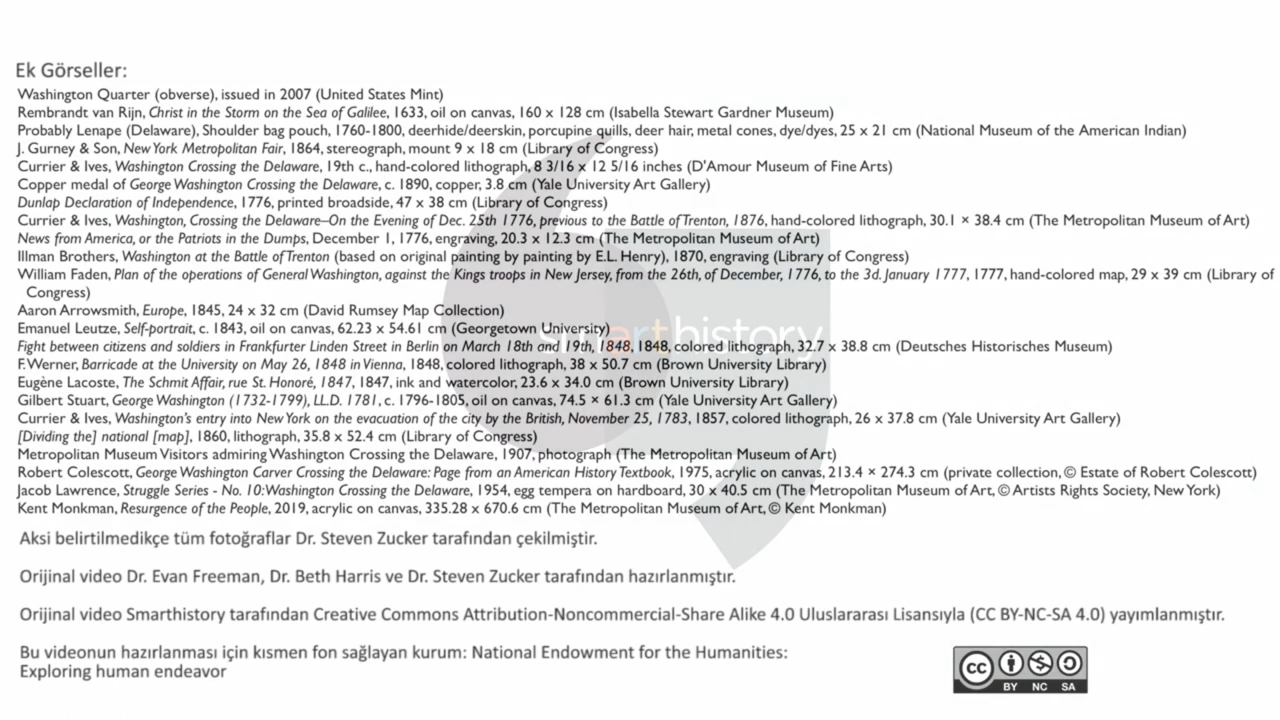 Ek Görseller:
Washington Quarter (obverse), issued in 2007 (United States Mint)
Rembrandt van Rijn, Christ in the Storm on the Sea of Galilee, 1633, oil on canvas, 160 x 128 cm (Isabella Stewart Gardner Museum)
Probably Lenape (Delaware), Shoulder bag pouch, 1760-1800, deerhide/deerskin, porcupine quills, deer hair, metal cones, dye/dyes, 25 x 21 cm (National Museum of the American Indian)
J. Gurney & Son, New York Metropolitan Fair, 1864, stereograph, mount 9 x 18 cm (Library of Congress)
Currier & Ives, Washington Crossing the Delaware, 19th c., hand-colored lithograph, 8 3/16 x 12 5/16 inches (D'Amour Museum of Fine Arts)
Copper medal of George Washington Crossing the Delaware, c. 1890, copper, 3.8 cm (Yale University Art Gallery)
Dunlap Declaration of Independence, 1776, printed broadside, 47 x 38 cm (Library of Congress)
Currier & Ives, Washington, Crossing the Delaware–On the Evening of Dec. 25th 1776, previous to the Battle of Trenton, 1876, hand-colored lithograph, 30.1 × 38.4 cm (The Metropolitan Museum of Art)
News from America, or the Patriots in the Dumps, December 1, 1776, engraving, 20.3 x 12.3 cm (The Metropolitan Museum of Art)
Illman Brothers, Washington at the Battle of Trenton (based on original painting by painting by E.L. Henry), 1870, engraving (Library of Congress)
William Faden, Plan of the operations of General Washington, against the Kings troops in New Jersey, from the 26th, of December, 1776, to the 3d. January 1777, 1777, hand-colored map, 29 x 39 cm (Library of
Congress)
Aaron Arrowsmith, Europe, 1845, 24 x 32 cm (David Rumsey Map Collection)
Emanuel Leutze, Self-portrait, c. 1843, oil on canvas, 62.23 x 54.61 cm (Georgetown University)
smarthistory
Fight between citizens and soldiers in Frankfurter Linden Street in Berlin on March 18th and 19th, 1848, 1848, colored lithograph, 32.7 x 38.8 cm (Deutsches Historisches Museum)
F. Werner, Barricade at the University on May 26, 1848 in Vienna, 1848, colored lithograph, 38 x 50.7 cm (Brown University Library)
Eugène Lacoste, The Schmit Affair, rue St. Honoré, 1847, 1847, ink and watercolor, 23.6 x 34.0 cm (Brown University Library)
Gilbert Stuart, George Washington (1732-1799), LL.D. 1781, c. 1796-1805, oil on canvas, 74.5 × 61.3 cm (Yale University Art Gallery)
Currier & Ives, Washington's entry into New York on the evacuation of the city by the British, November 25, 1783, 1857, colored lithograph, 26 x 37.8 cm (Yale University Art Gallery)
[Dividing the] national [map], 1860, lithograph, 35.8 x 52.4 cm (Library of Congress)
Metropolitan Museum Visitors admiring Washington Crossing the Delaware, 1907, photograph (The Metropolitan Museum of Art)
Robert Colescott, George Washington Carver Crossing the Delaware: Page from an American History Textbook, 1975, acrylic on canvas, 213.4 × 274.3 cm (private collection, © Estate of Robert Colescott)
Jacob Lawrence, Struggle Series - No. 10: Washington Crossing the Delaware, 1954, egg tempera on hardboard, 30 x 40.5 cm (The Metropolitan Museum of Art, © Artists Rights Society, New York)
Kent Monkman, Resurgence of the People, 2019, acrylic on canvas, 335.28 x 670.6 cm (The Metropolitan Museum of Art, © Kent Monkman)
Aksi belirtilmedikçe tüm fotoğraflar Dr. Steven Zucker tarafından çekilmiştir.
Orijinal video Dr. Evan Freeman, Dr. Beth Harris ve Dr. Steven Zucker tarafından hazırlanmıştır.
Orijinal video Smarthistory tarafından Creative Commons Attribution-Noncommercial-Share Alike 4.0 Uluslararası Lisansıyla (CC BY-NC-SA 4.0) yayımlanmıştır.
Bu videonun hazırlanması için kısmen fon sağlayan kurum: National Endowment for the Humanities:
Exploring human endeavor
cc BY NC SA